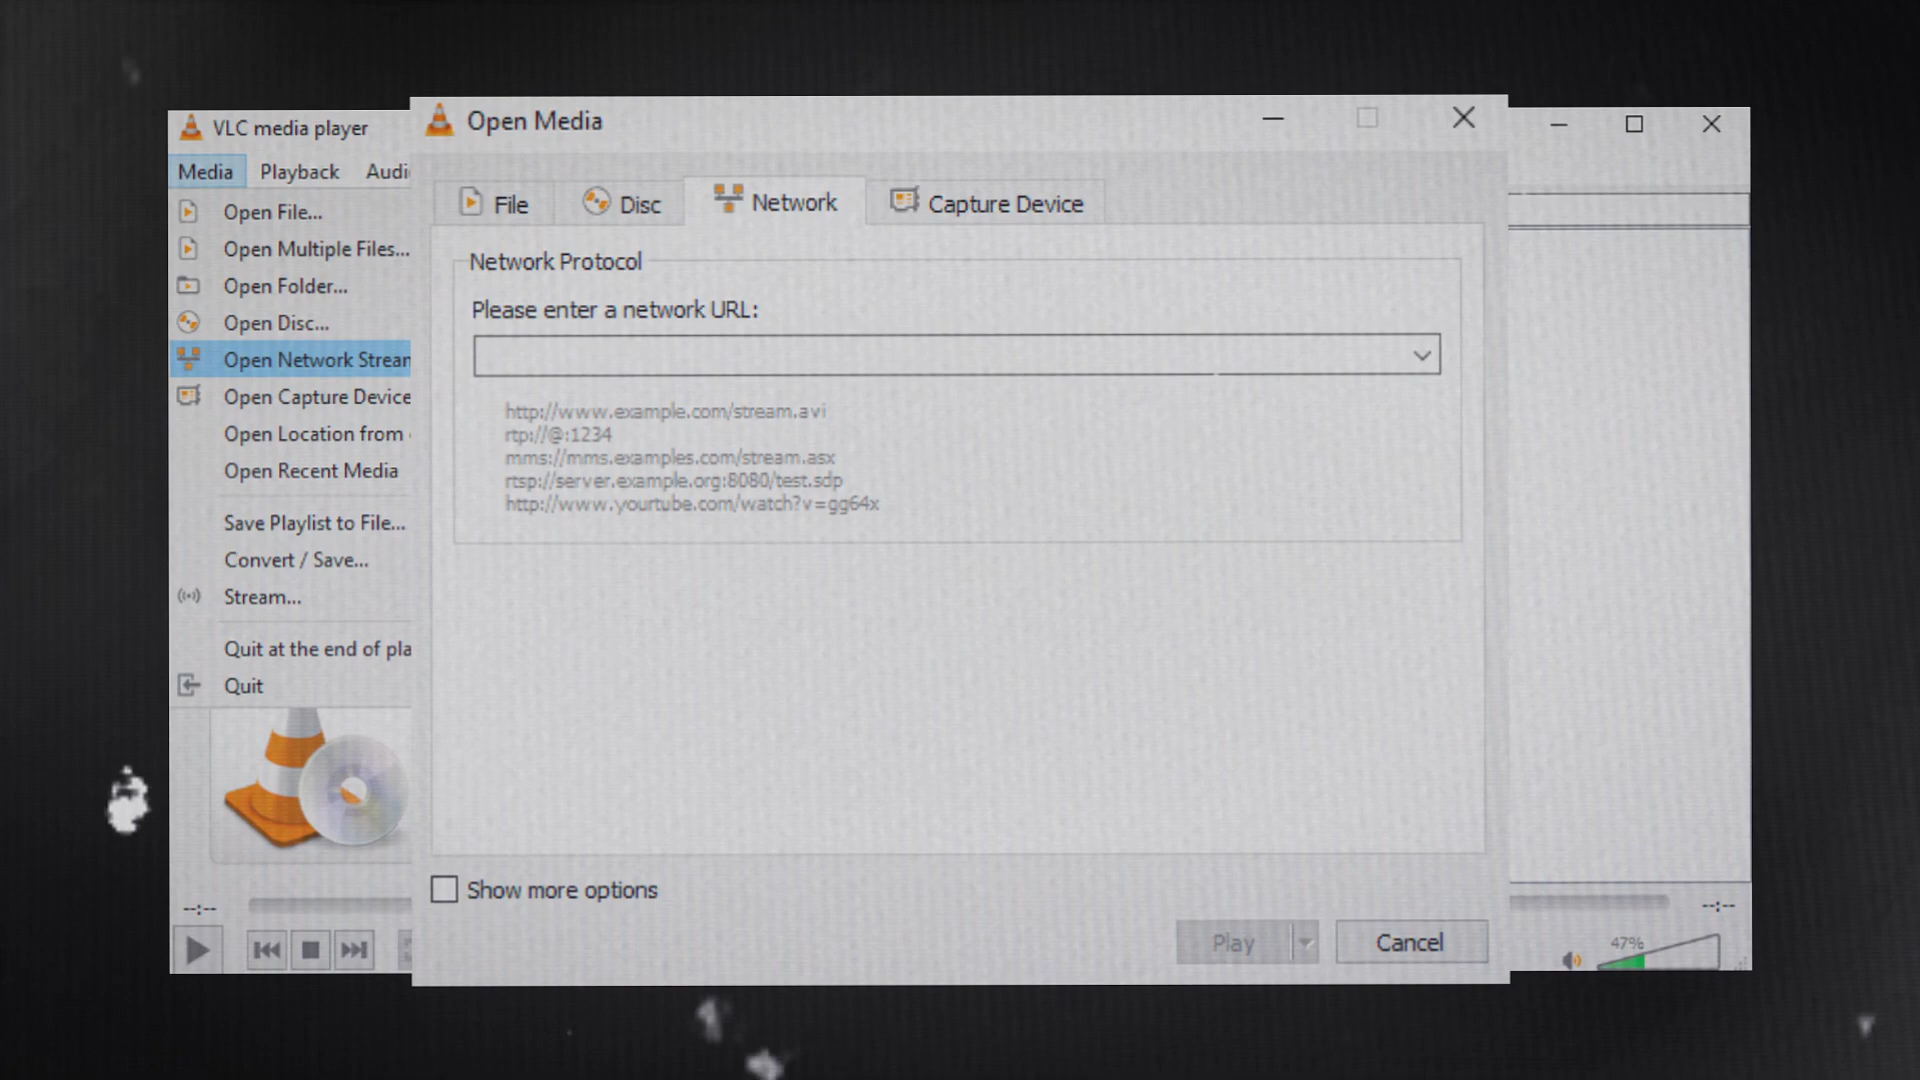 VLC media player
Media Playback
Open File...
Open Multiple Files...
Open Folder...
Open Disc...
Open Network
Open Capture Device
Open Location from
Open Recent Media
Save Playlist to File...
Convert / Save...
Stream...
Quit at the end of
Quit
--:--
Open Media
File Disc Network Capture Device
Network Protocol
Please enter a network URL:
http://www.example.com/stream.avi
rtp://@:1234
mms://mms.examples.com/stream.asx
rtsp://server.example.org:8080/test.sdp
http://www.yourtube.com/watch?v=gg64x
Show more options
Play Cancel
--:--
47%